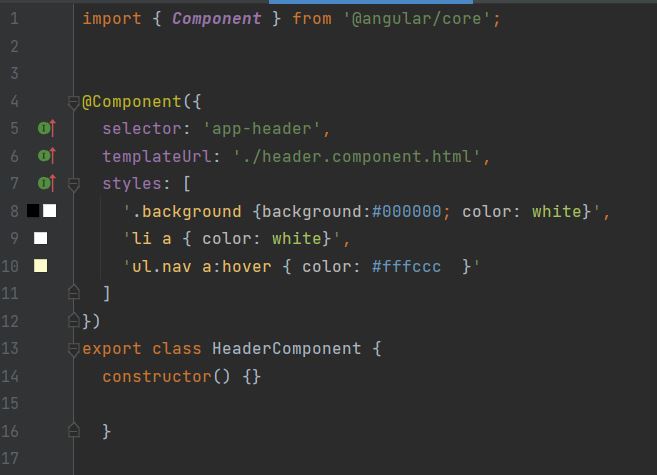 1 import { Component } from '@angular/core';
2
3
4 @Component({
5   selector: 'app-header',
6   templateUrl: './header.component.html',
7   styles: [
8     '.background {background:#000000; color: white}',
9     'li a { color: white}',
10     'ul.nav a:hover { color: #fffccc  }'
11   ]
12 })
13 export class HeaderComponent {
14   constructor() {}
15
16   }
17